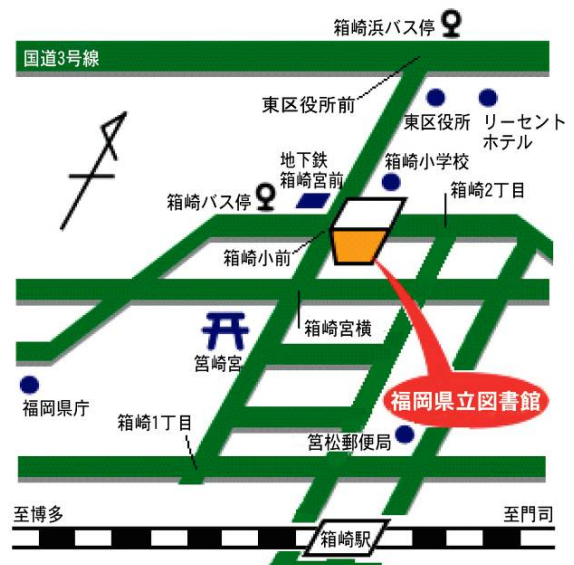 箱崎浜バス停
国道3号線
東区役所前
東区役所
リーセント
ホテル
地下鉄
箱崎宮前
箱崎小学校
箱崎バス停
箱崎2丁目
箱崎小前
箱崎宮横
筥崎宮
福岡県庁
福岡県立図書館
箱崎1丁目
筥松郵便局
至博多
至門司
箱崎駅